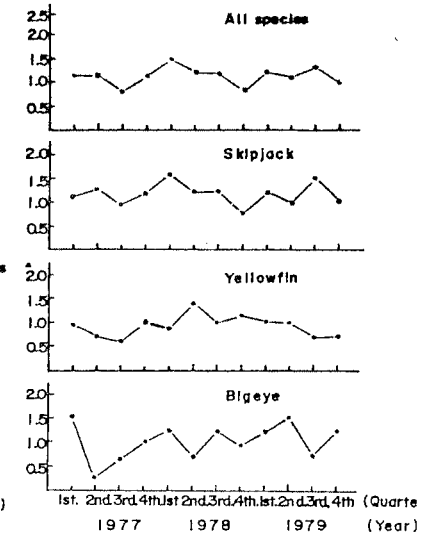 All species
2.5
2.0
1.5
1.0
0.5
Skipjack
2.0
1.5
1.0
0.5
s
Yellowfin
2.0
1.5
1.0
0.5
Bigeye
2.0
1.5
1.0
0.5
) 1st. 2nd.3rd.4th.1st 2nd.3rd.4th.1st.2nd.3rd.4th (Quarte
1977 1978 1979 (Year)